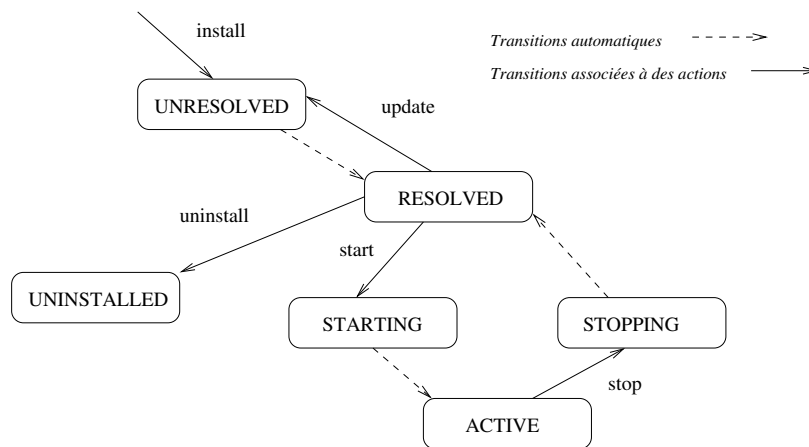 install
Transitions automatiques
Transitions associées à des actions
UNRESOLVED
update
RESOLVED
uninstall
start
UNINSTALLED
STARTING
STOPPING
stop
ACTIVE